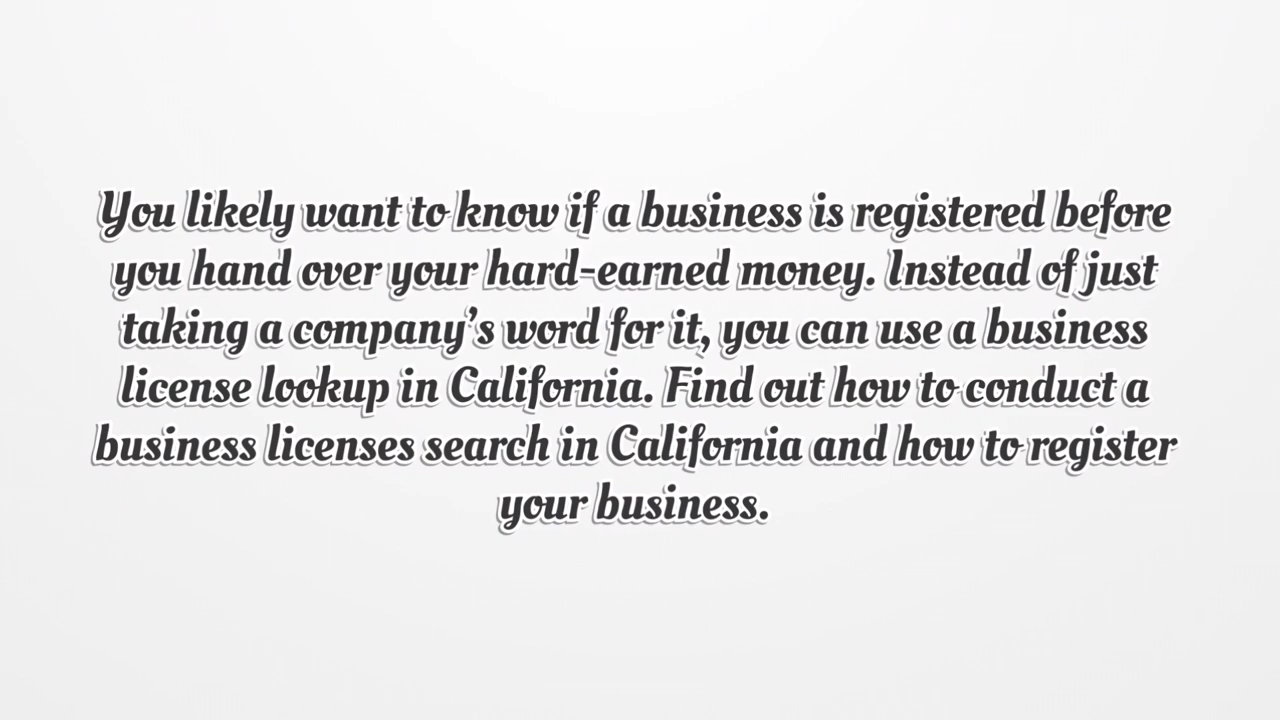 You likely want to know if a business is registered before
you hand over your hard-earned money. Instead of just
taking a company’s word for it, you can use a business
license lookup in California. Find out how to conduct a
business licenses search in California and how to register
your business.